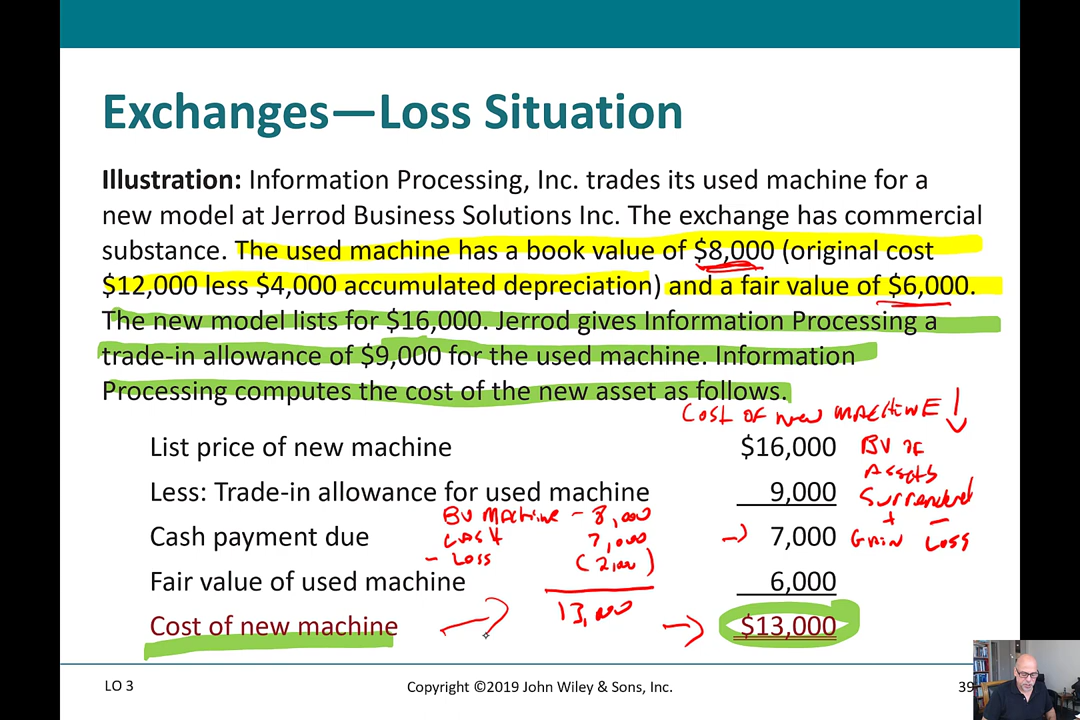 Exchanges—Loss Situation
Illustration: Information Processing, Inc. trades its used machine for a
new model at Jerrod Business Solutions Inc. The exchange has commercial
substance. The used machine has a book value of $8,000 (original cost
$12,000 less $4,000 accumulated depreciation) and a fair value of $6,000.
The new model lists for $16,000. Jerrod gives Information Processing a
trade-in allowance of $9,000 for the used machine. Information
Processing computes the cost of the new asset as follows.
Cost of new MACHINE
List price of new machine $16,000
BV of
Assets
Less: Trade-in allowance for used machine 9,000
Surrendered
BV Machine - 8,000
+ -
Cash payment due 7,000
Gain Loss
CASH 7,000
- Loss (2,000)
Fair value of used machine 6,000
13,000
Cost of new machine $13,000
LO 3 Copyright ©2019 John Wiley & Sons, Inc. 39